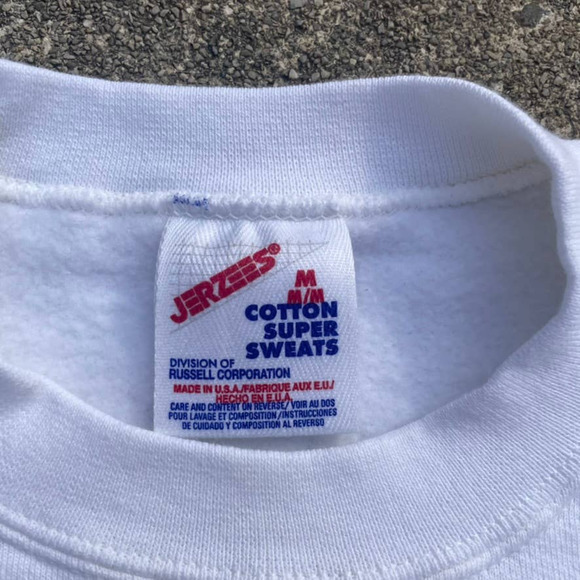 JERZEES®
M
M/M
COTTON
SUPER
SWEATS
DIVISION OF
RUSSELL CORPORATION
MADE IN U.S.A./FABRIQUE AUX E.U./
HECHO EN E.U.A.
CARE AND CONTENT ON REVERSE/ VOIR AU DOS
POUR LAVAGE ET COMPOSITION/INSTRUCCIONES
DE CUIDADO Y COMPOSITION AL REVERSO